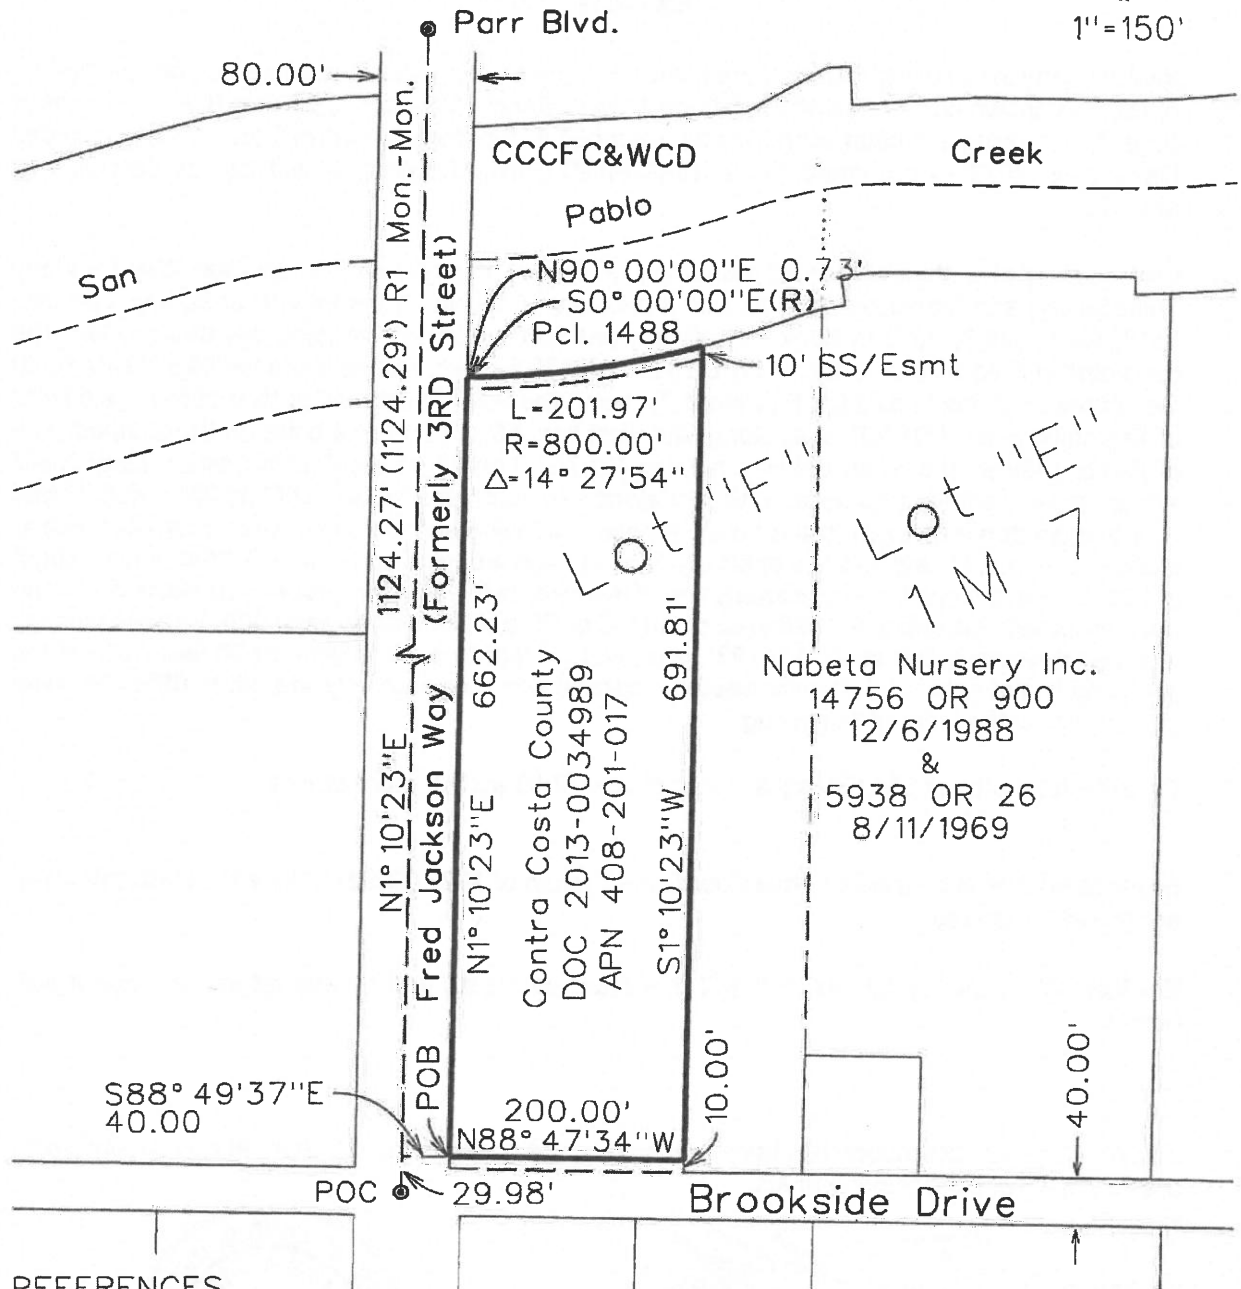 Parr Blvd.
1"=150'
80.00'
CCCFC&WCD
Creek
Pablo
San
N90° 00'00"E 0.73'
S0° 00'00"E(R)
Pcl. 1488
10' SS/Esmt
L=201.97'
R=800.00'
Δ=14° 27'54"
Lot "F"
Lot "E"
1 M 7
1124.27' (1124.29') R1 Mon.-Mon.
N1° 10'23"E
Fred Jackson Way (Formerly 3RD Street)
662.23'
N1° 10'23"E
Contra Costa County
DOC 2013-0034989
APN 408-201-017
691.81'
S1° 10'23"W
Nabeta Nursery Inc.
14756 OR 900
12/6/1988
&
5938 OR 26
8/11/1969
POB
S88° 49'37"E
40.00
200.00'
N88° 47'34"W
10.00'
40.00'
POC
29.98'
Brookside Drive
REFERENCES